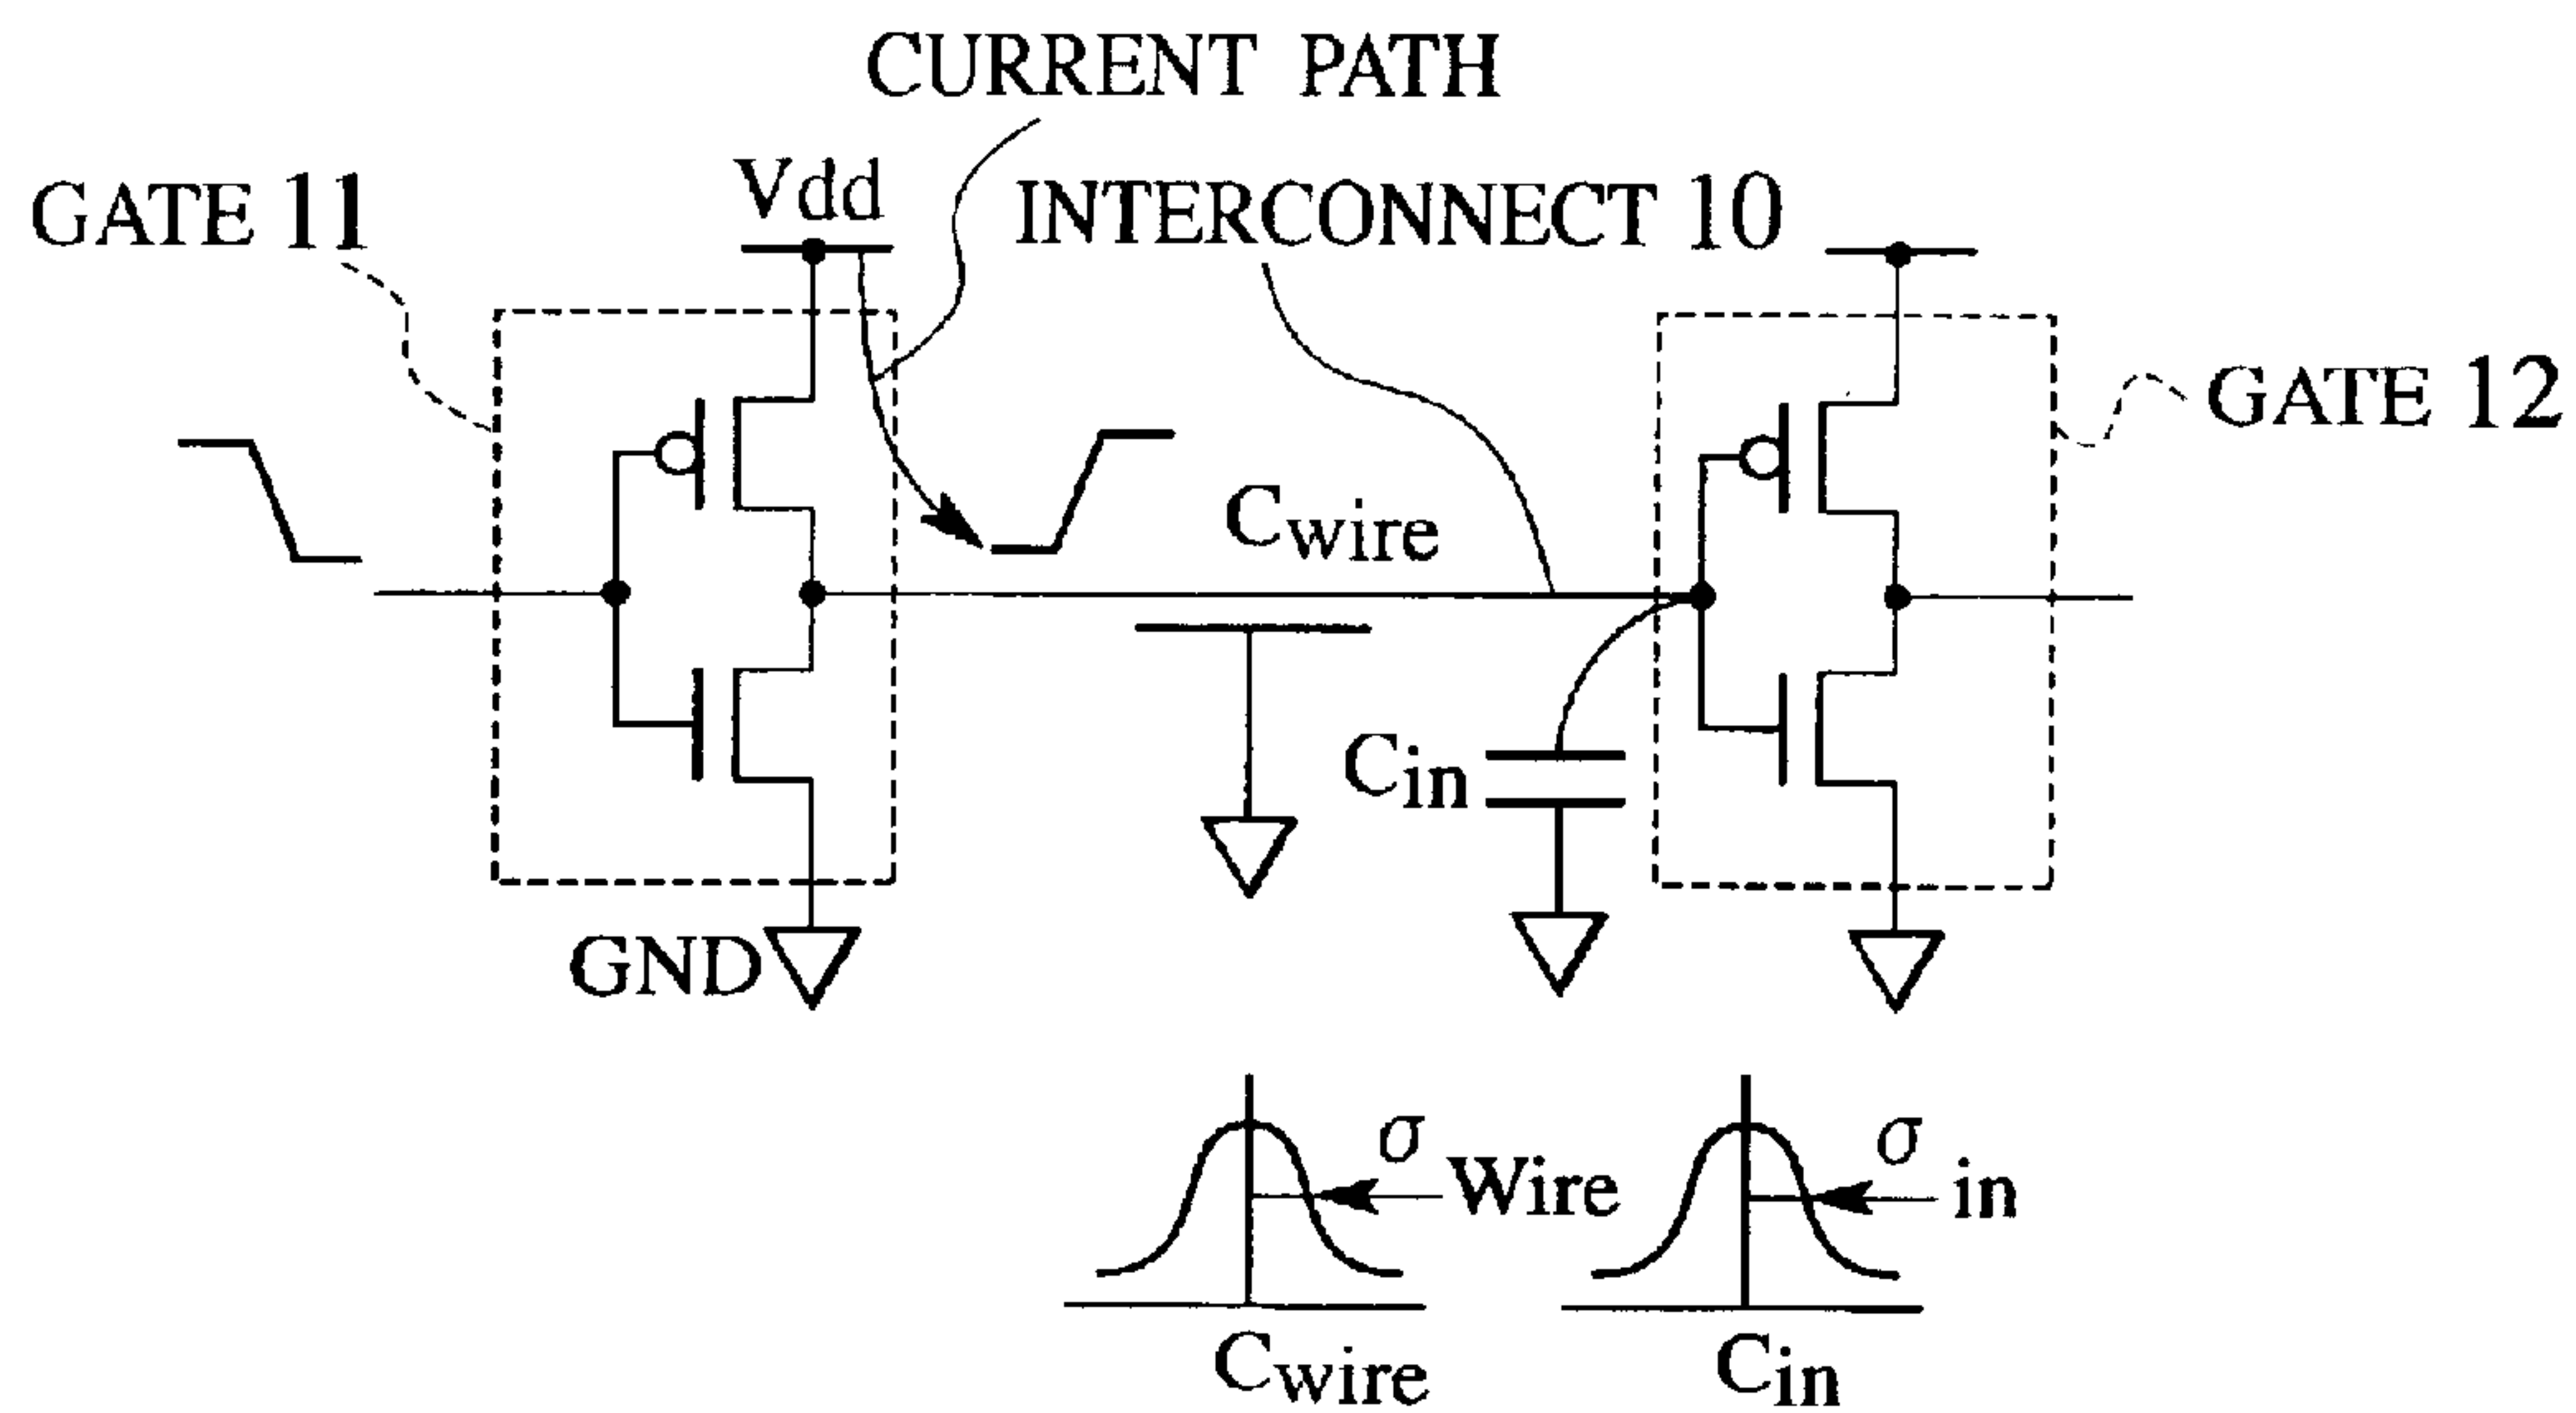 CURRENT PATH
GATE 11
Vdd
INTERCONNECT 10
GATE 12
Cwire
Cin
GND
σ Wire
σ in
Cwire
Cin